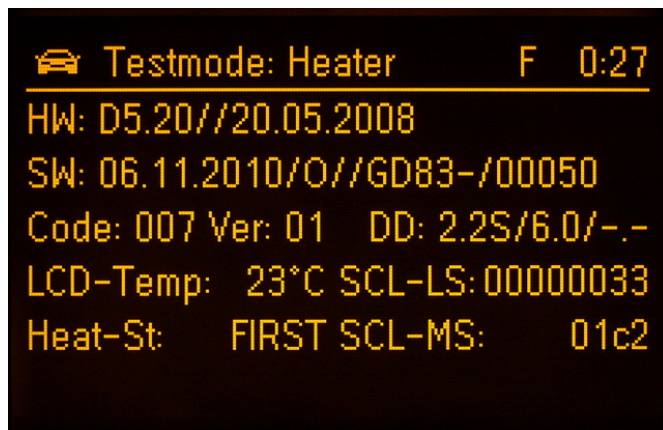 Testmode: Heater F 0:27
HW: D5.20//20.05.2008
SW: 06.11.2010/O//GD83-/00050
Code: 007 Ver: 01 DD: 2.2S/6.0/-.-
LCD-Temp: 23°C SCL-LS: 00000033
Heat-St: FIRST SCL-MS: 01c2